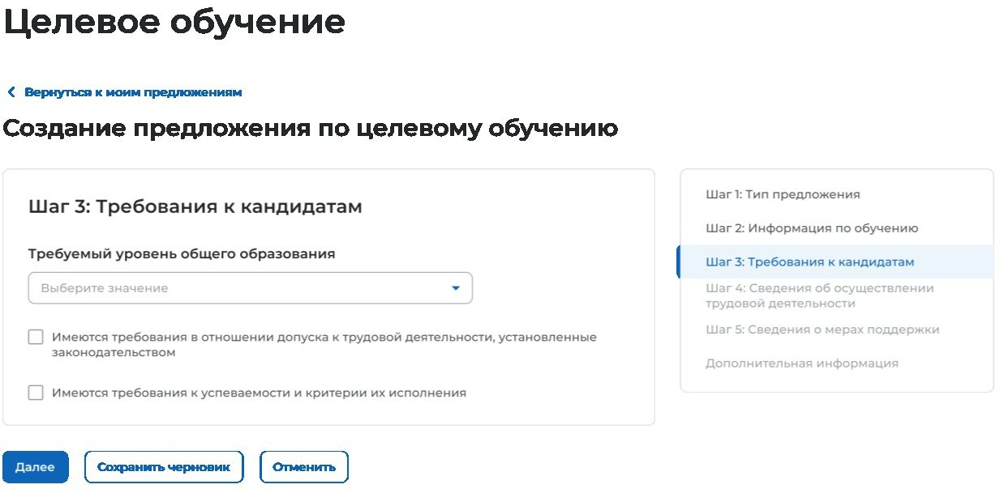 Целевое обучение
Вернуться к моим предложениям
Создание предложения по целевому обучению
Шаг 3: Требования к кандидатам
Требуемый уровень общего образования
Выберите значение
Имеются требования в отношении допуска к трудовой деятельности, установленные
законодательством
Имеются требования к успеваемости и критерии их исполнения
Шаг 1: Тип предложения
Шаг 2: Информация по обучению
Шаг 3: Требования к кандидатам
Шаг 4: Сведения об осуществлении
трудовой деятельности
Шаг 5: Сведения о мерах поддержки
Дополнительная информация
Далее
Сохранить черновик
Отменить